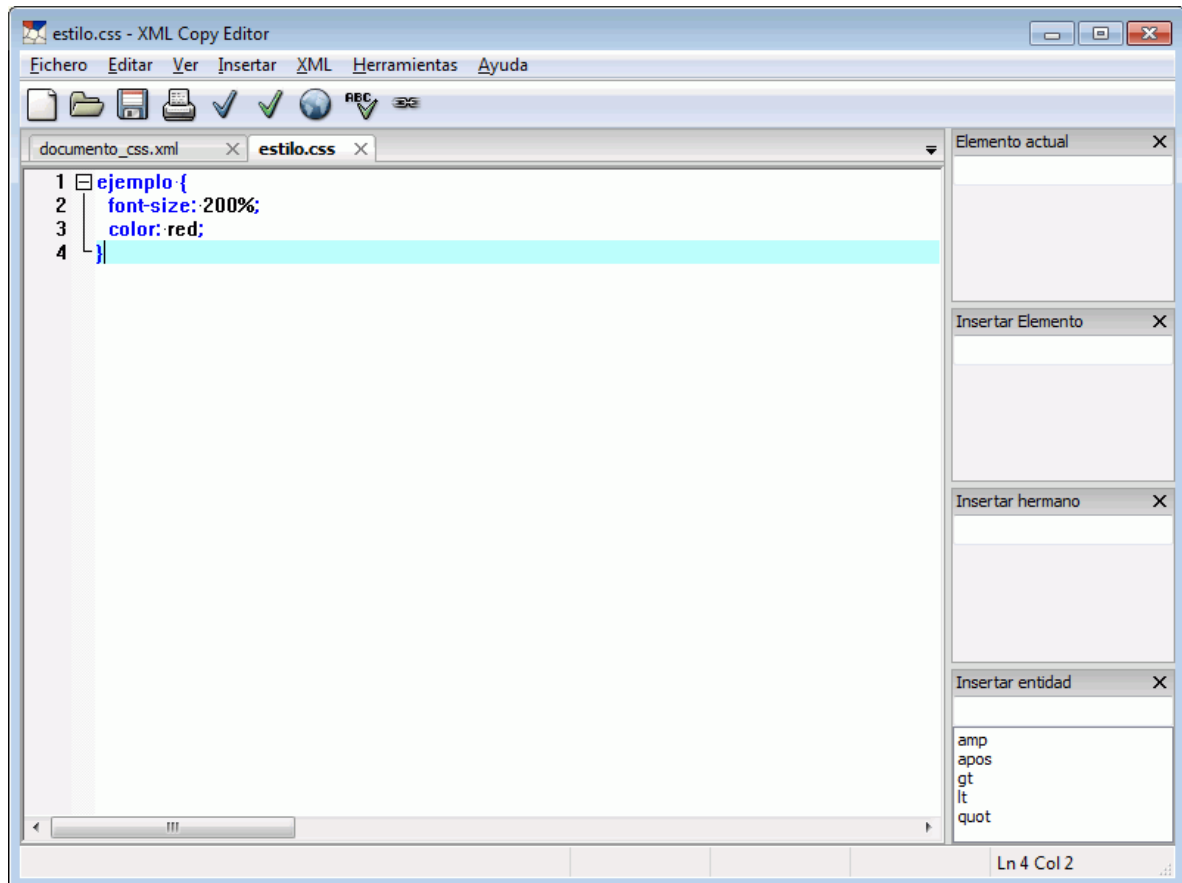 estilo.css - XML Copy Editor
Fichero Editar Ver Insertar XML Herramientas Ayuda
ABC
documento_css.xml estilo.css
Elemento actual
1 ejemplo {
2 font-size: 200%;
3 color: red;
4 }
Insertar Elemento
Insertar hermano
Insertar entidad
amp
apos
gt
lt
quot
Ln 4 Col 2